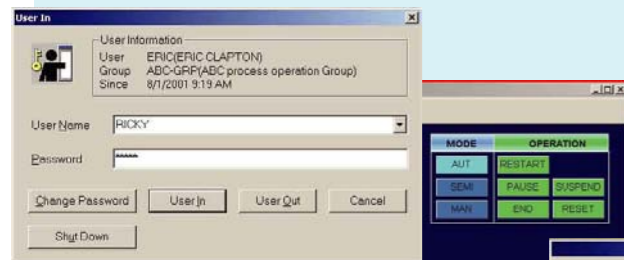 User In
User Information
User ERIC(ERIC CLAPTON)
Group ABC-GRP(ABC process operation Group)
Since 8/1/2001 9:19 AM
User Name RICKY
Password *****
Change Password User In User Out Cancel
Shut Down
MODE OPERATION
AUT RESTART
SEMI PAUSE SUSPEND
MAN END RESET